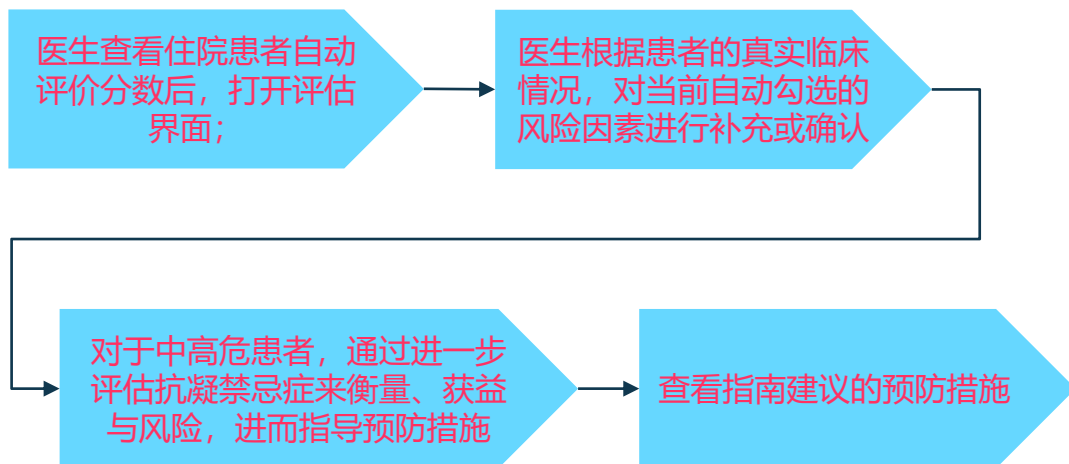 医生查看住院患者自动
评价分数后，打开评估
界面；
医生根据患者的真实临床
情况，对当前自动勾选的
风险因素进行补充或确认
对于中高危患者，通过进一步
评估抗凝禁忌症来衡量、获益
与风险，进而指导预防措施
查看指南建议的预防措施